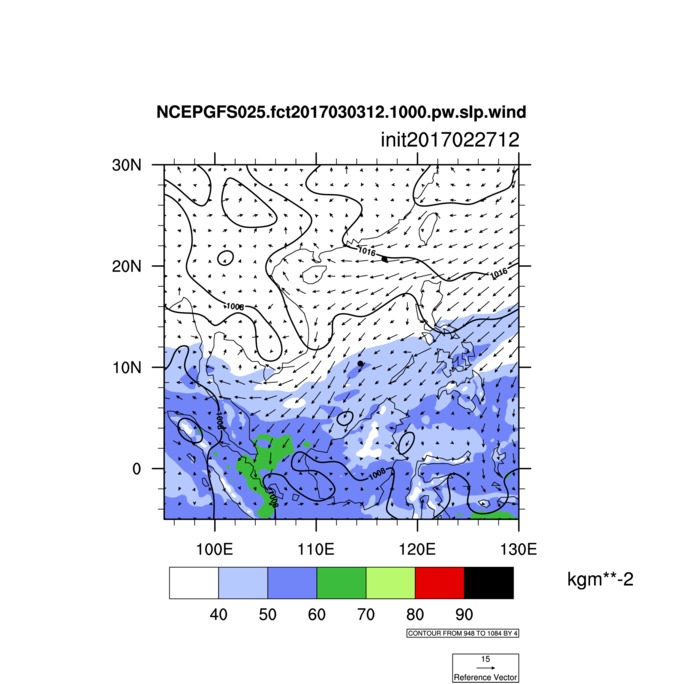 NCEPGFS025.fct2017030312.1000.pw.slp.wind
init2017022712
30N
20N
10N
0
1016
1016
1008
1008
1008
1008
100E
110E
120E
130E
kgm**-2
40
50
60
70
80
90
CONTOUR FROM 948 TO 1084 BY 4
15
Reference Vector